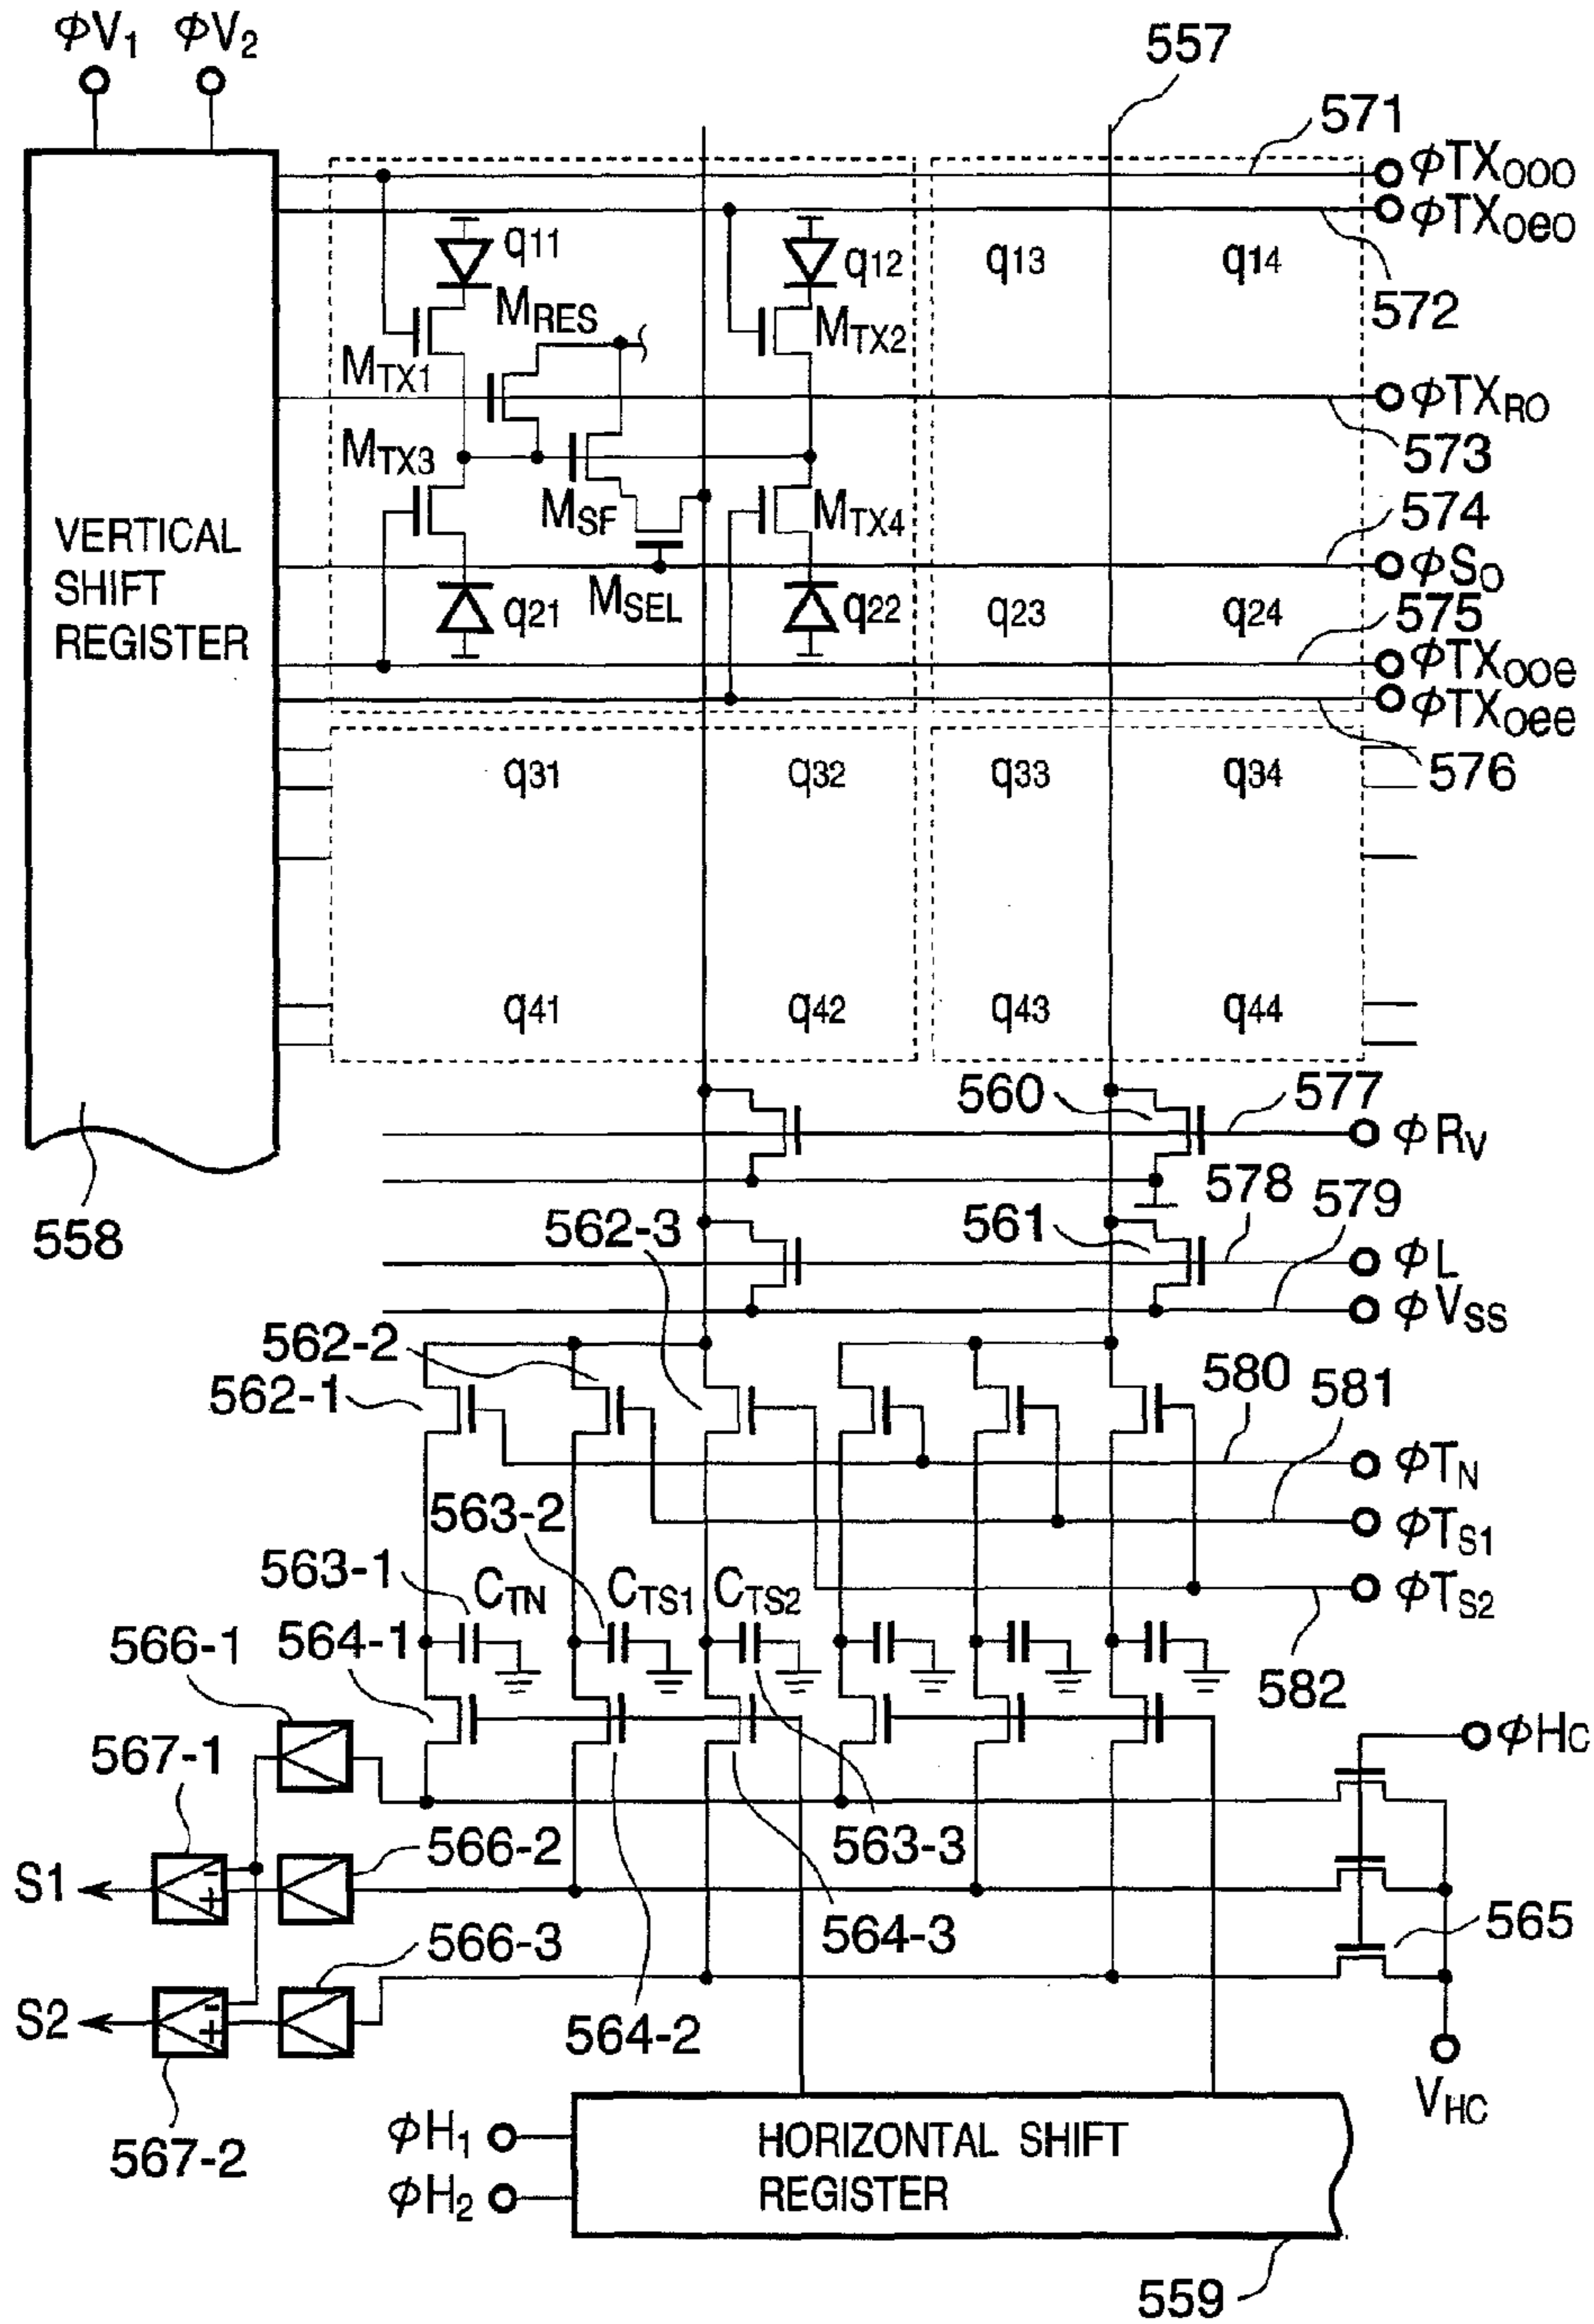 ϕV1 ϕV2
557
571
ϕTXOOO
ϕTXOeO
q11 q12 q13 q14
572
MRES MTX2
MTX1
ϕTXRO
573
MTX3
MSF MTX4
574
VERTICAL
SHIFT
REGISTER
ϕSO
q21 MSEL q22 q23 q24
575
ϕTXOOe
ϕTXOee
576
q31 q32 q33 q34
q41 q42 q43 q44
560 577
ϕRV
578 579
558
562-3 561
ϕL
ϕVSS
562-2
562-1
580 581
ϕTN
563-2
ϕTS1
563-1 CTN CTS1 CTS2
ϕTS2
566-1 564-1
582
567-1
ϕHC
563-3
566-2
S1 - +
564-3
565
566-3
S2 - +
564-2
VHC
567-2
ϕH1
ϕH2
HORIZONTAL SHIFT
REGISTER
559